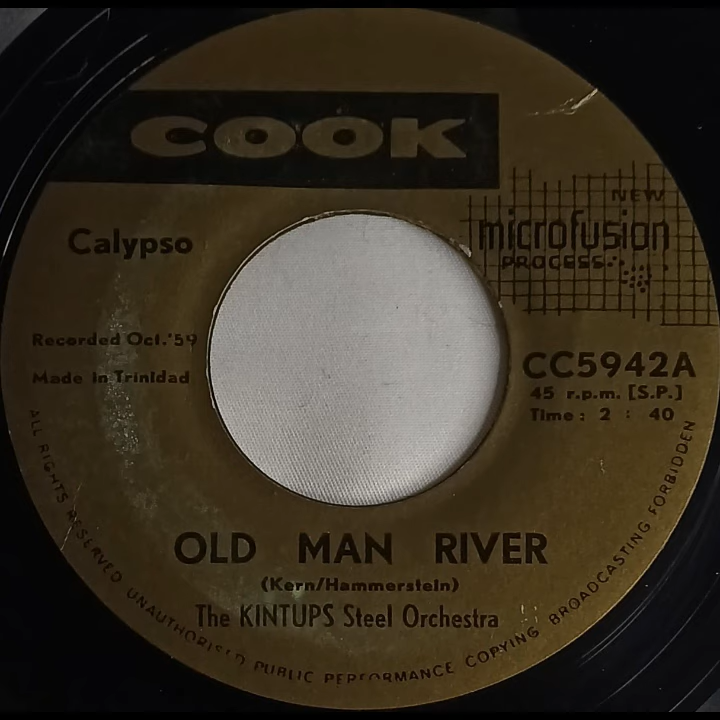 COOK
NEW
microfusion
PROCESS
Calypso
Recorded Oct.'59
Made in Trinidad
CC5942A
45 r.p.m. [S.P.]
Time: 2 : 40
OLD MAN RIVER
(Kern/Hammerstein)
The KINTUPS Steel Orchestra
ALL RIGHTS RESERVED UNAUTHORISED PUBLIC PERFORMANCE COPYING BROADCASTING FORBIDDEN